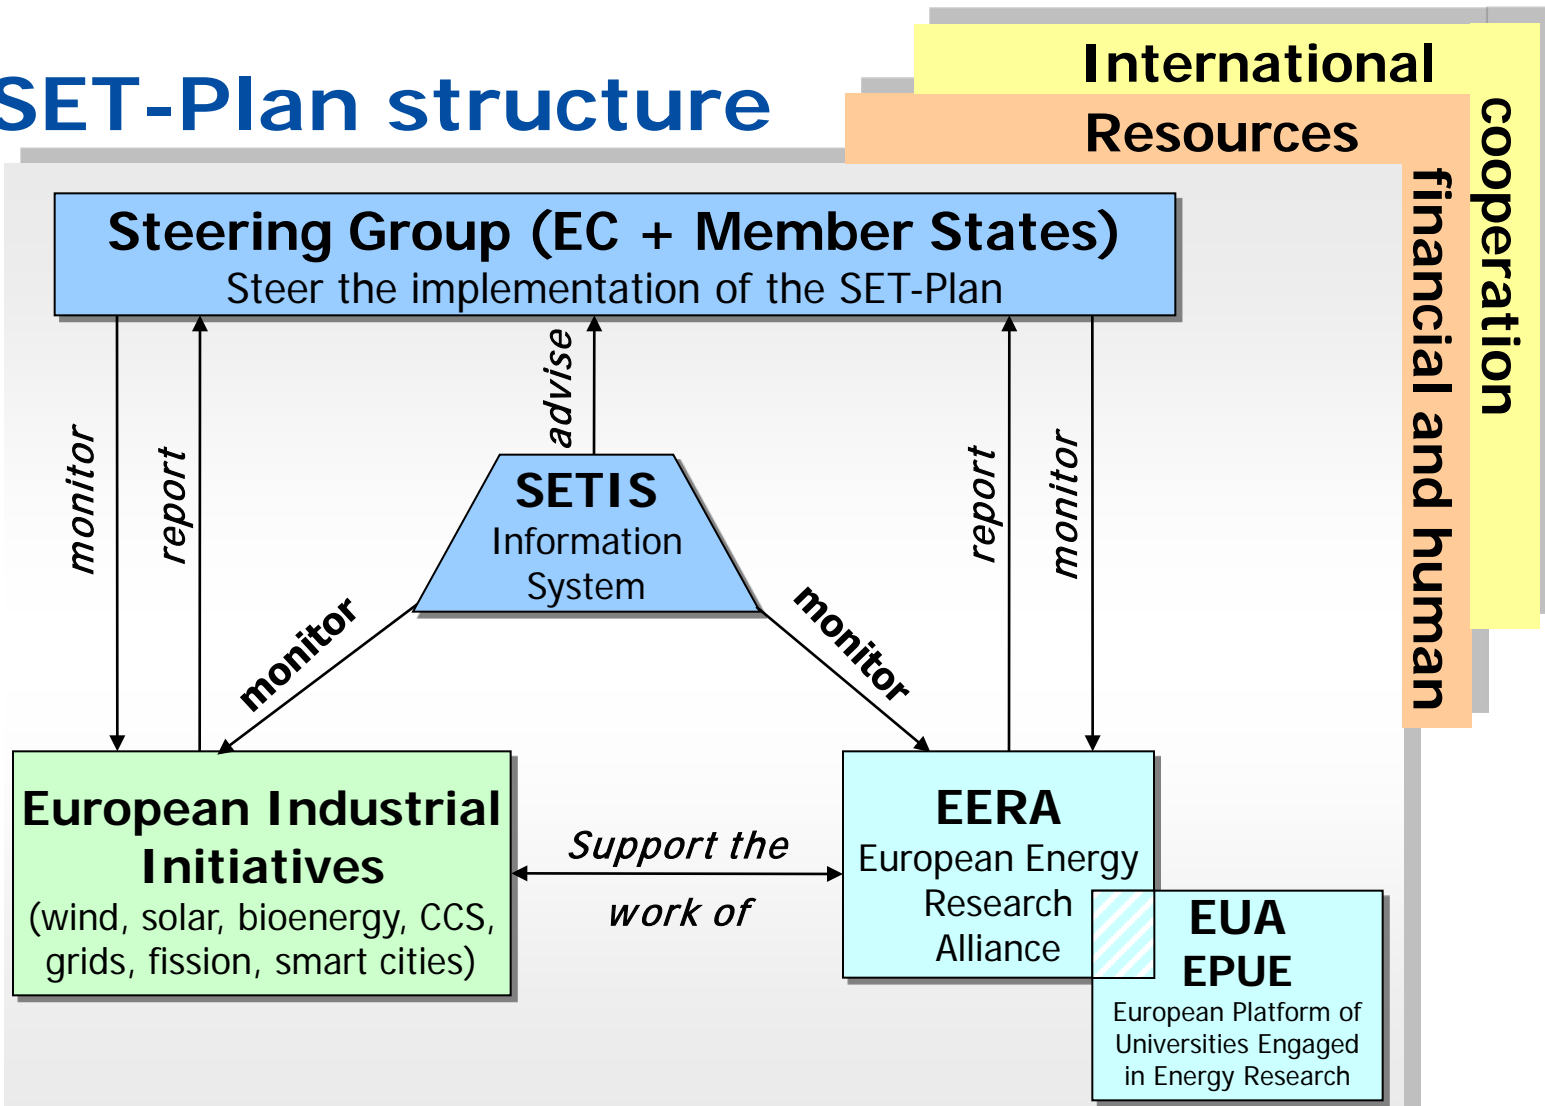 SET-Plan structure
International
cooperation
Resources
financial and human
Steering Group (EC + Member States)
Steer the implementation of the SET-Plan
monitor
report
advise
report
monitor
SETIS
Information
System
monitor
monitor
European Industrial
Initiatives
(wind, solar, bioenergy, CCS,
grids, fission, smart cities)
Support the
work of
EERA
European Energy
Research
Alliance
EUA
EPUE
European Platform of
Universities Engaged
in Energy Research